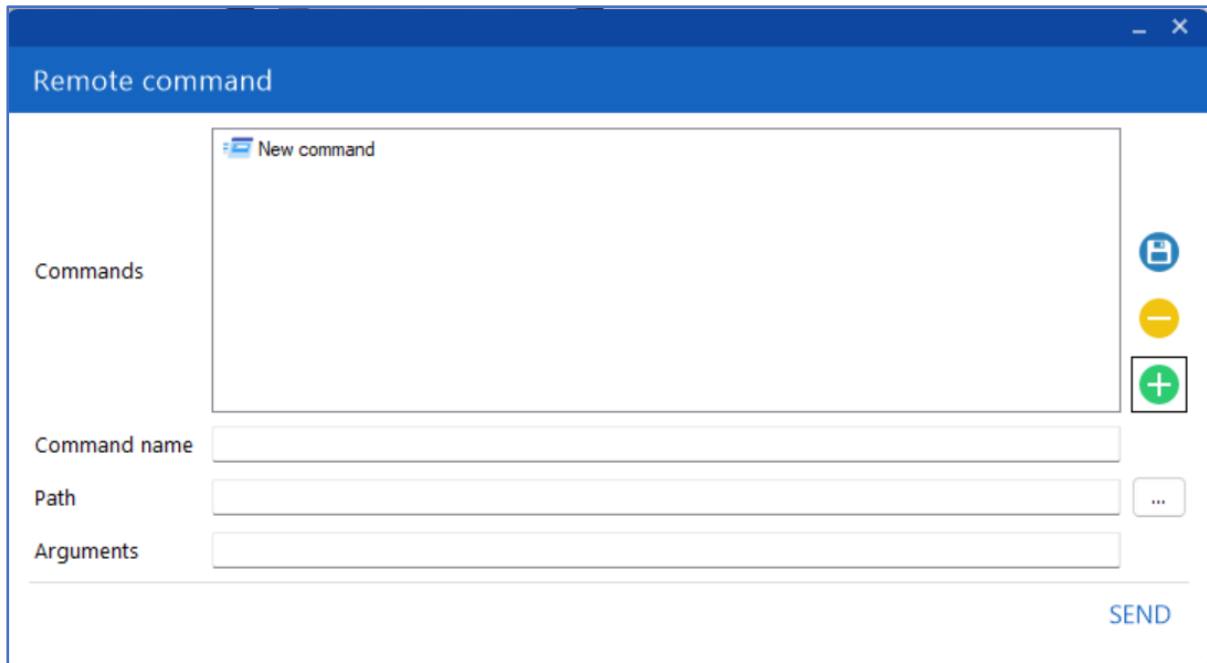 Remote command
New command
Commands
Command name
Path
...
Arguments
SEND